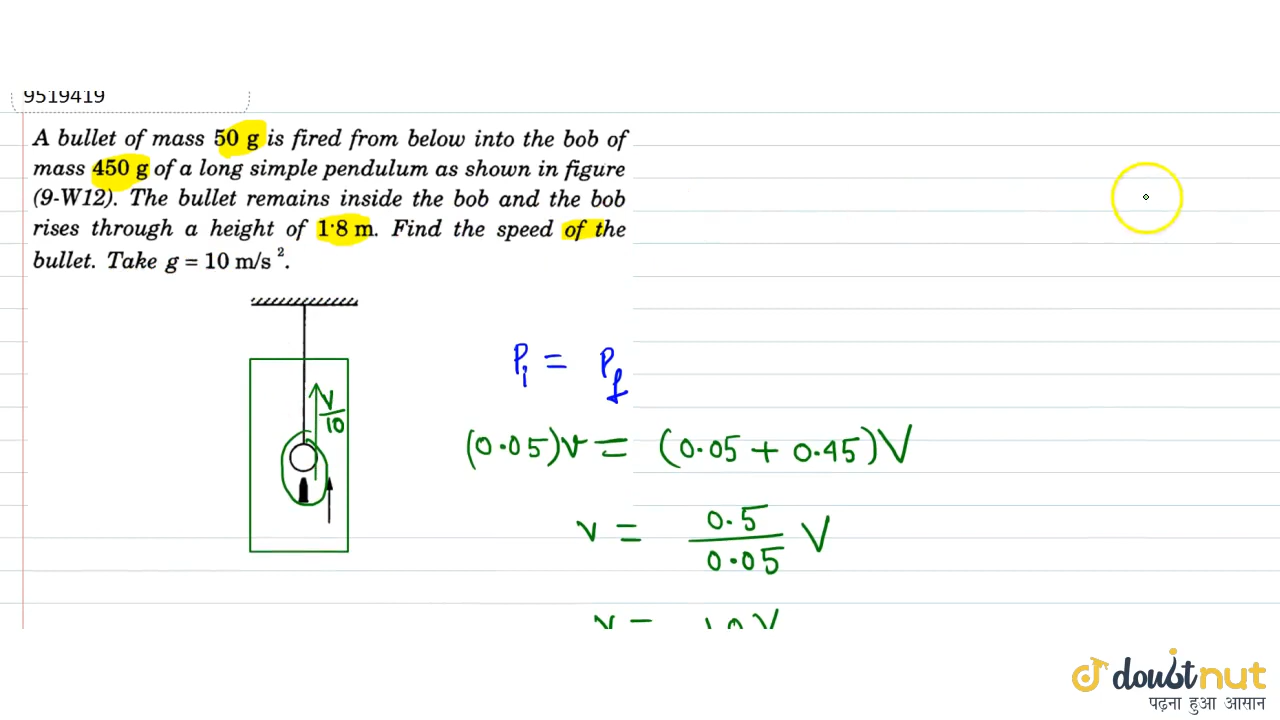 9519419
A bullet of mass 50 g is fired from below into the bob of
mass 450 g of a long simple pendulum as shown in figure
(9-W12). The bullet remains inside the bob and the bob
rises through a height of 1·8 m. Find the speed of the
bullet. Take g = 10 m/s ².
V/10
Pi = Pf
(0.05)v = (0.05 + 0.45)V
v = 0.5/0.05 V
v = 10V
doubtnut
पढ़ना हुआ आसान